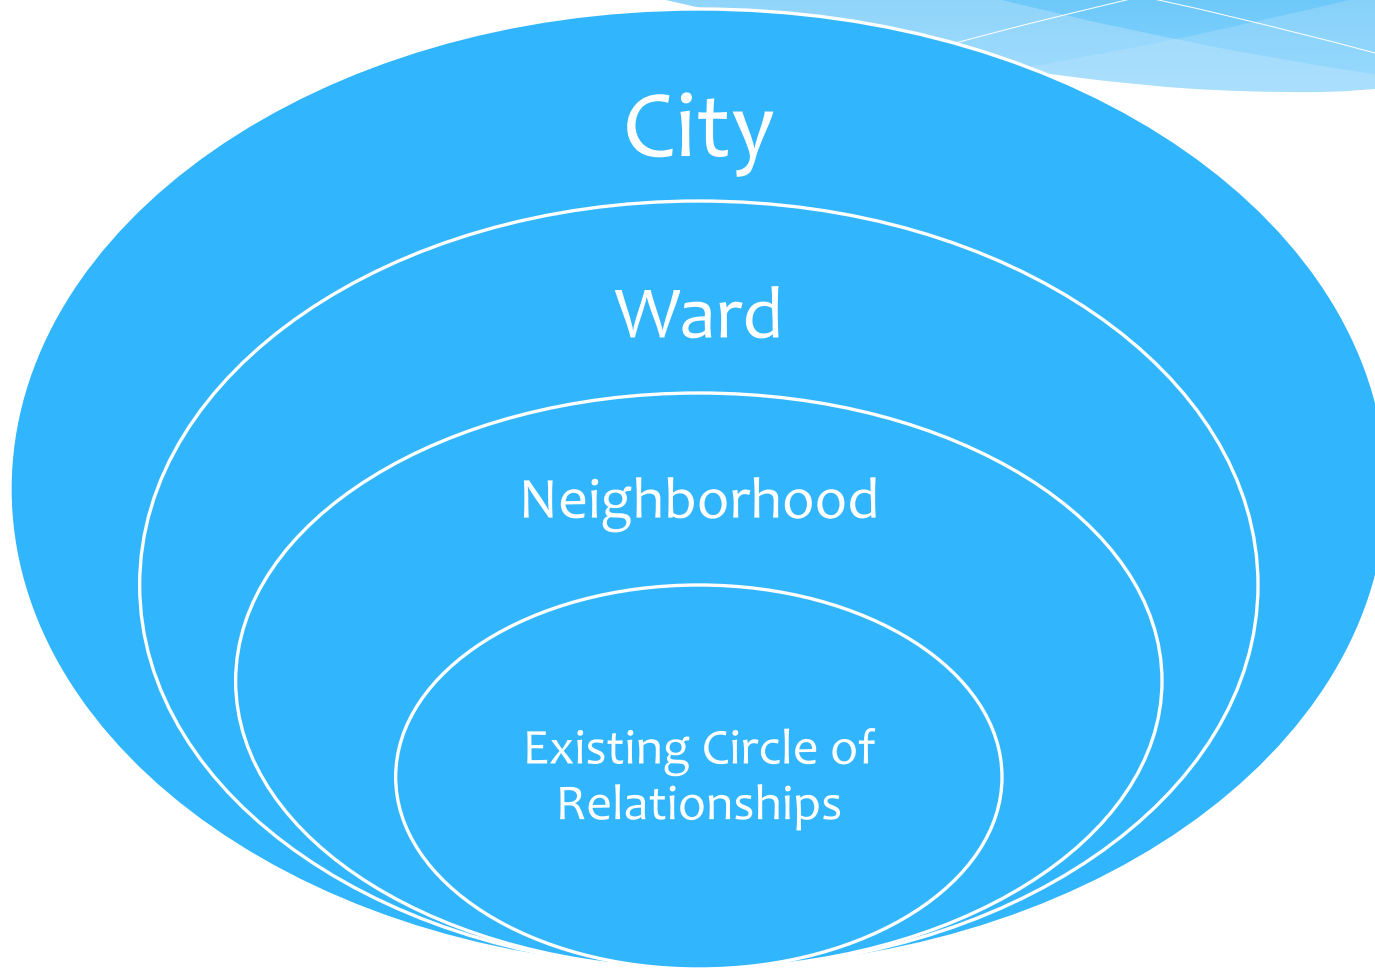 City
Ward
Neighborhood
Existing Circle of
Relationships